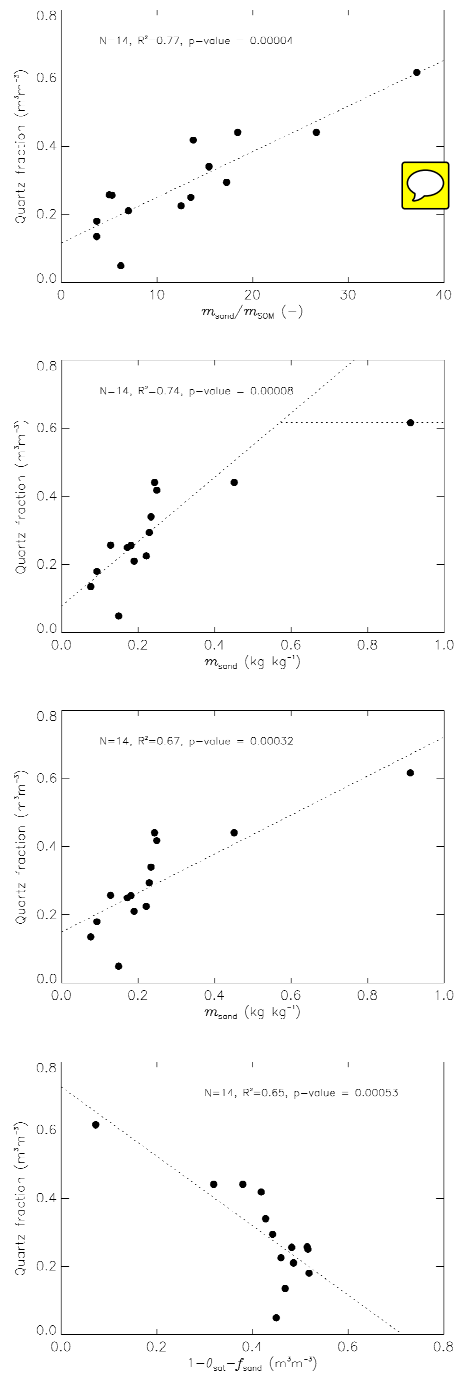 0.8
N=14, R²=0.77, p-value = 0.00004
0.6
0.4
0.2
0.0
Quartz fraction (m³m⁻³)
0 10 20 30 40
m_sand/m_SOM (-)
0.8
N=14, R²=0.74, p-value = 0.00008
0.6
0.4
0.2
0.0
Quartz fraction (m³m⁻³)
0.0 0.2 0.4 0.6 0.8 1.0
m_sand (kg kg⁻¹)
0.8
N=14, R²=0.67, p-value = 0.00032
0.6
0.4
0.2
0.0
Quartz fraction (m³m⁻³)
0.0 0.2 0.4 0.6 0.8 1.0
m_sand (kg kg⁻¹)
0.8
N=14, R²=0.65, p-value = 0.00053
0.6
0.4
0.2
0.0
Quartz fraction (m³m⁻³)
0.0 0.2 0.4 0.6 0.8
1-θ_sat-f_sand (m³m⁻³)